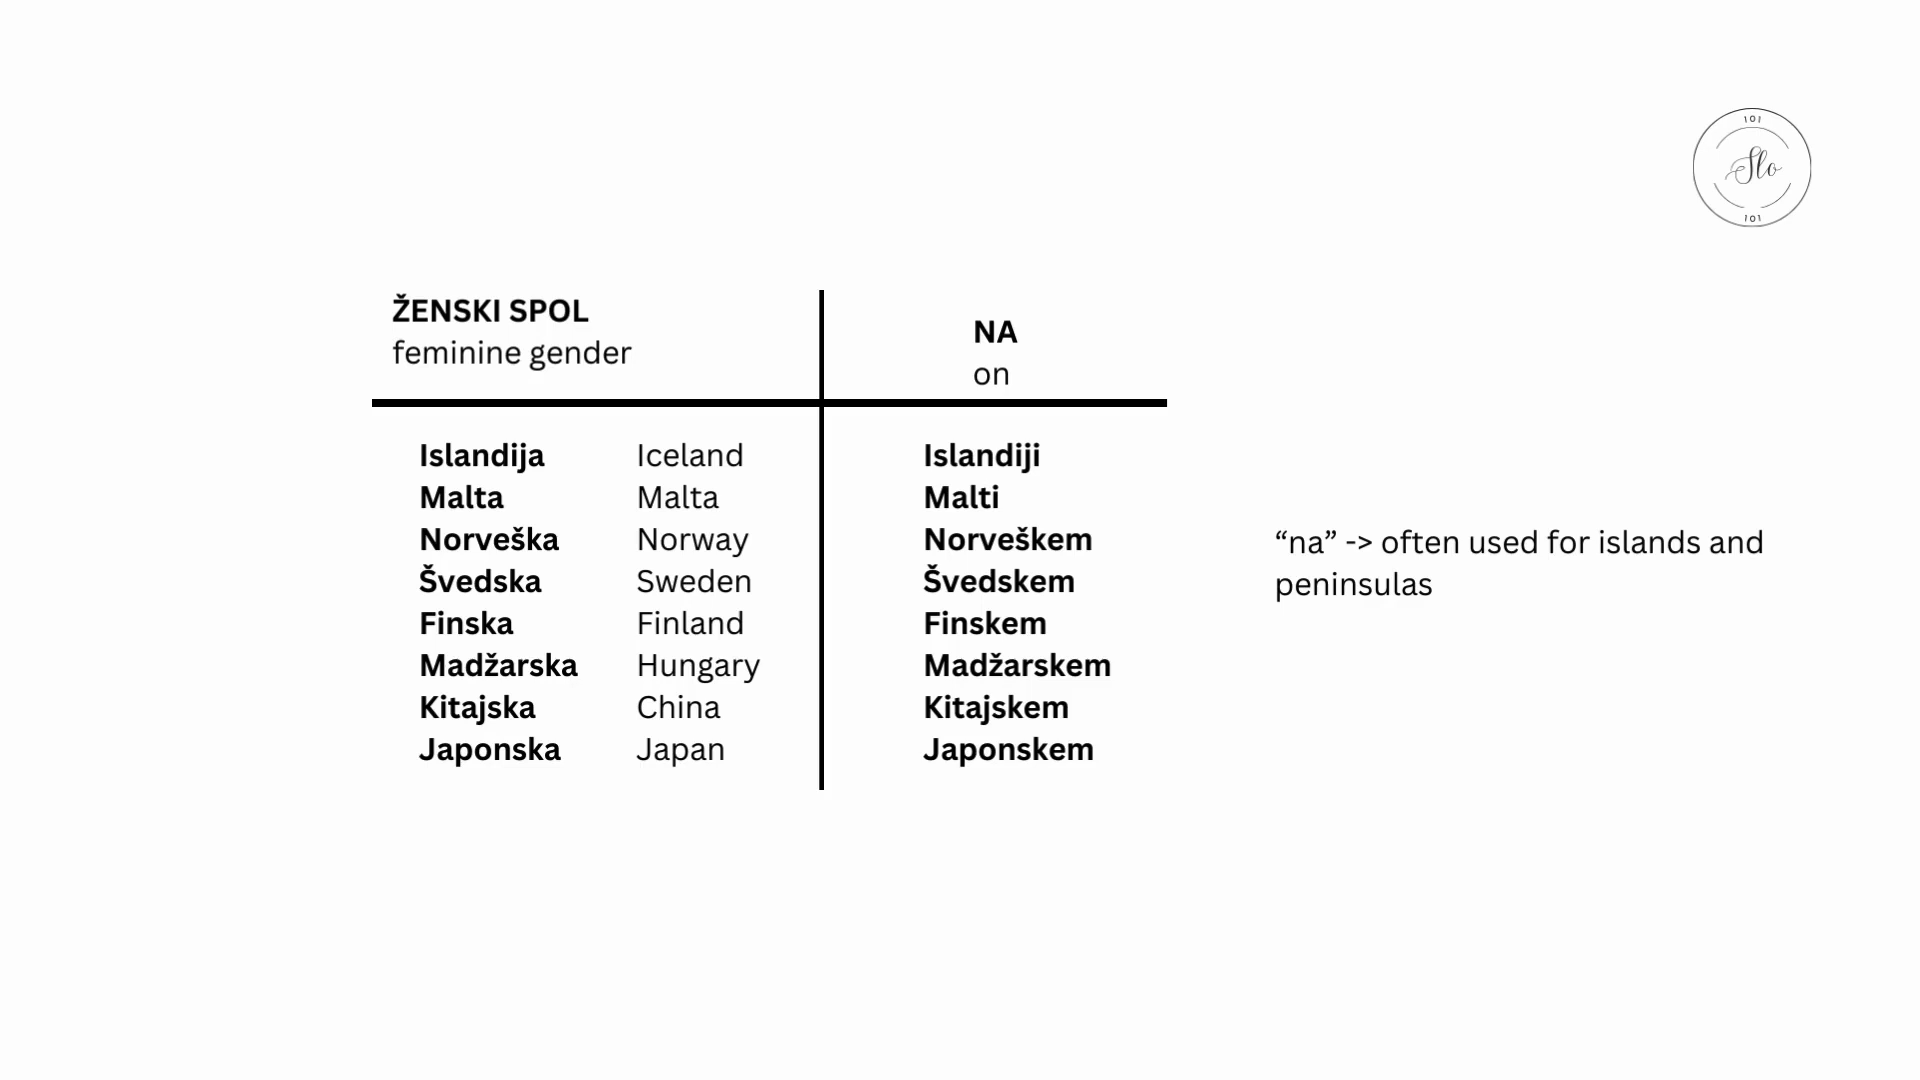 101
Slo
101
ŽENSKI SPOL
feminine gender
NA
on
Islandija Iceland Islandiji
Malta Malta Malti
Norveška Norway Norveškem
Švedska Sweden Švedskem
Finska Finland Finskem
Madžarska Hungary Madžarskem
Kitajska China Kitajskem
Japonska Japan Japonskem
“na” -> often used for islands and
peninsulas